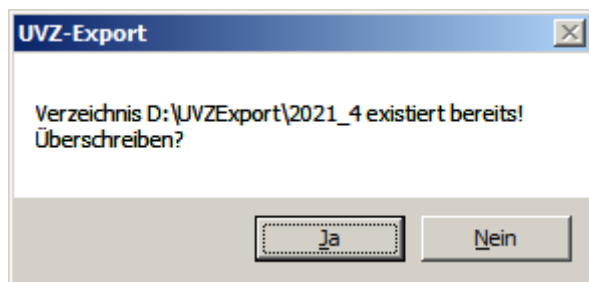 UVZ-Export
Verzeichnis D:\UVZExport\2021_4 existiert bereits!
Überschreiben?
Ja
Nein